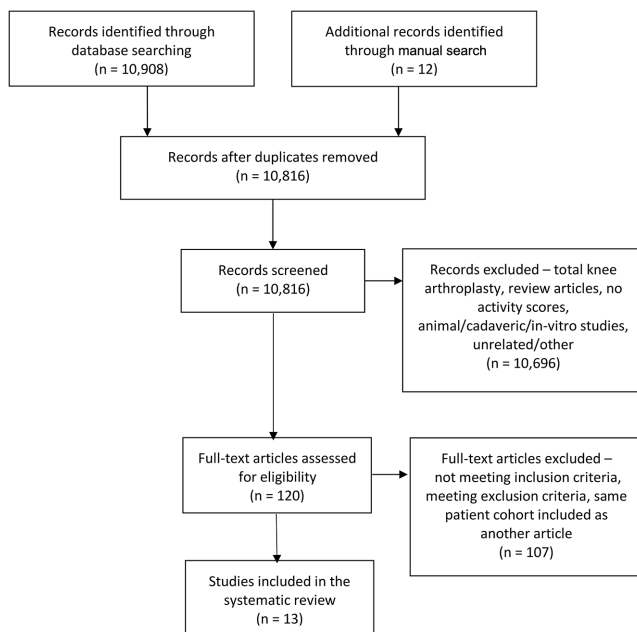 Records identified through
database searching
(n = 10,908)
Additional records identified
through manual search
(n = 12)
Records after duplicates removed
(n = 10,816)
Records screened
(n = 10,816)
Records excluded – total knee
arthroplasty, review articles, no
activity scores,
animal/cadaveric/in-vitro studies,
unrelated/other
(n = 10,696)
Full-text articles assessed
for eligibility
(n = 120)
Full-text articles excluded –
not meeting inclusion criteria,
meeting exclusion criteria, same
patient cohort included as
another article
(n = 107)
Studies included in the
systematic review
(n = 13)